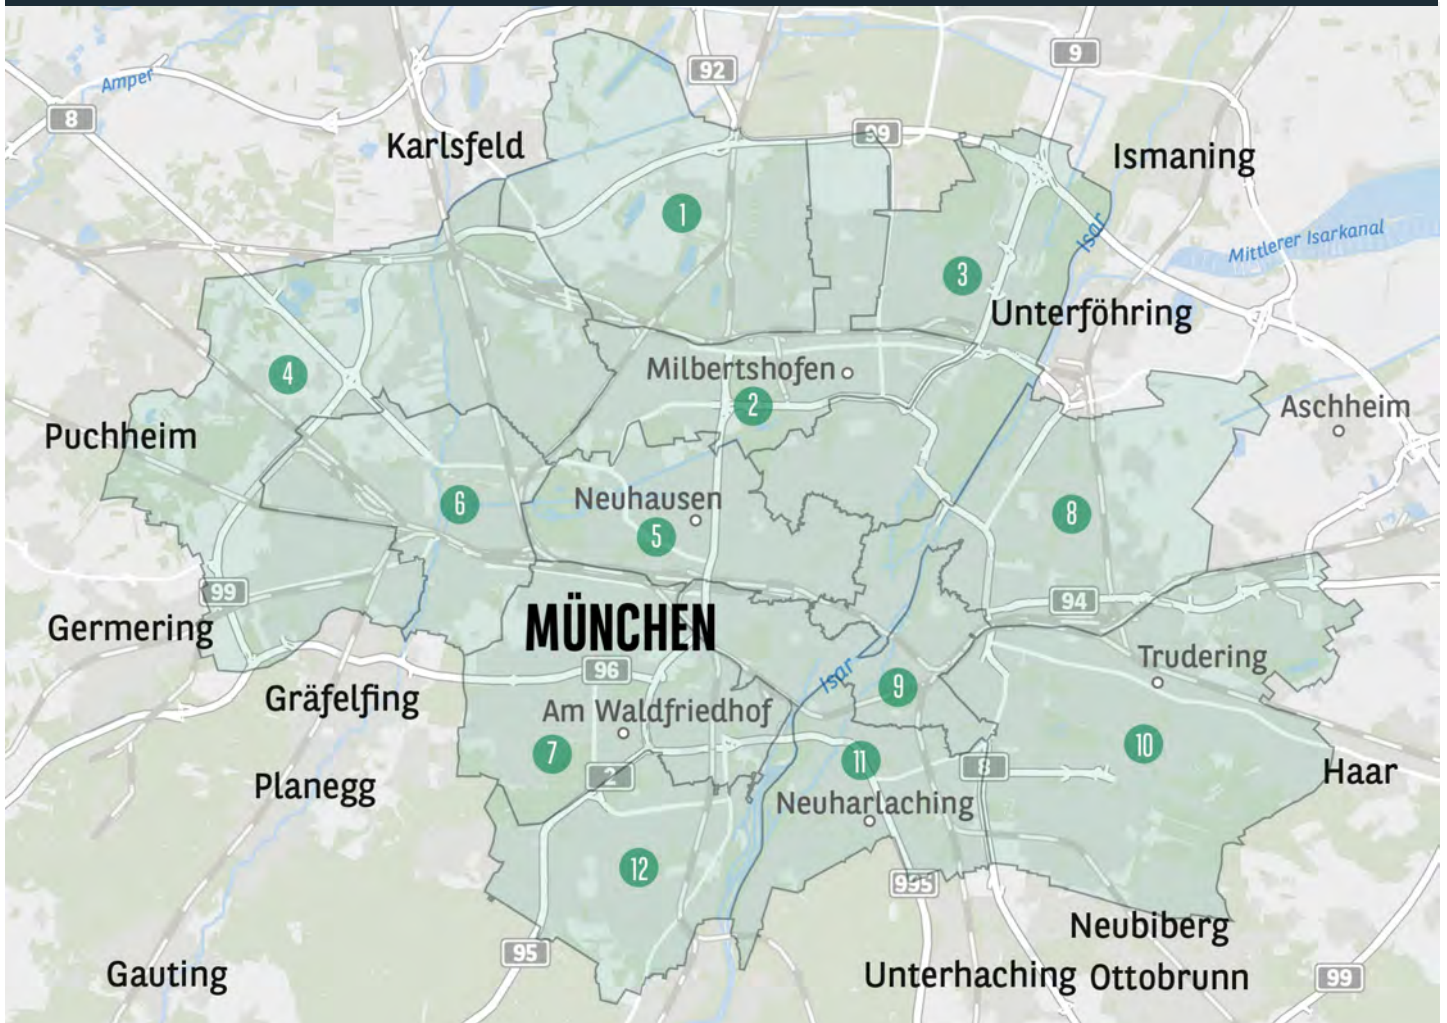 92
9
Amper
8
99
Karlsfeld
Ismaning
1
Isar
Mittlerer Isarkanal
3
Unterföhring
4
Milbertshofen
2
Aschheim
Puchheim
Neuhausen
6
5
8
99
94
Germering
MÜNCHEN
Trudering
96
Isar
9
Gräfelfing
Am Waldfriedhof
7
2
11
8
10
Planegg
Haar
Neuharlaching
12
995
Neubiberg
95
Gauting
Unterhaching
Ottobrunn
99